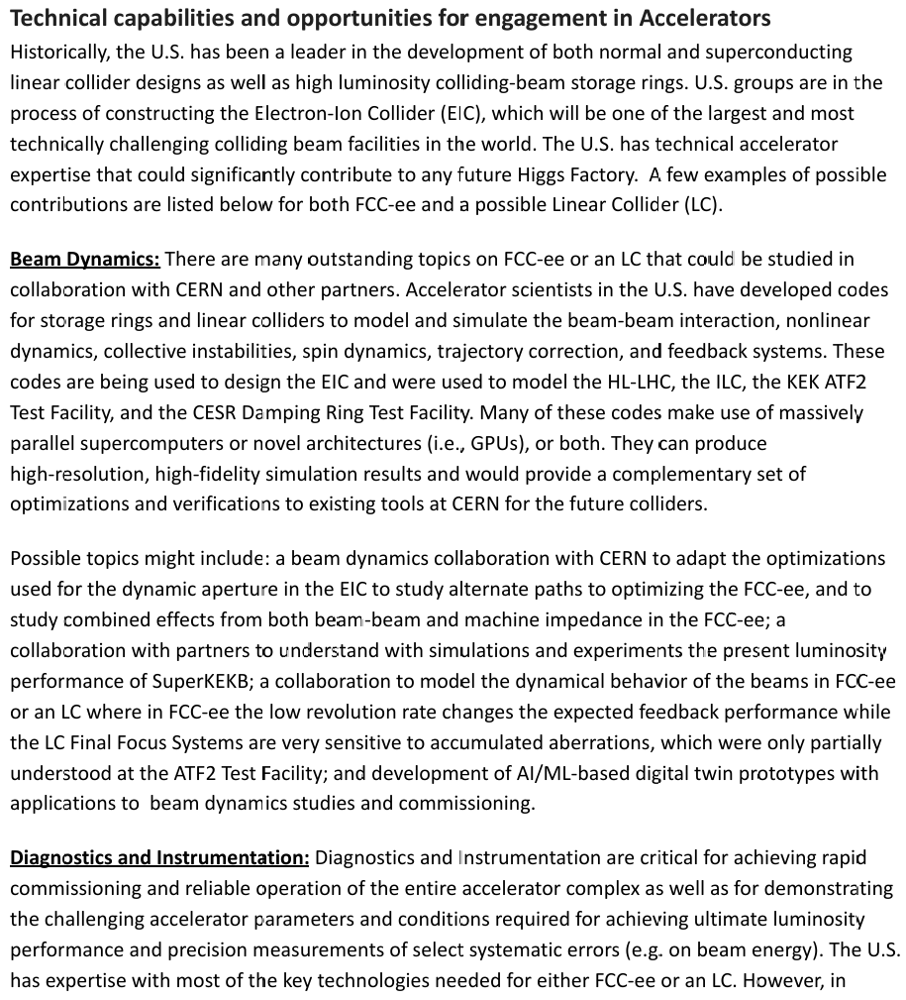 Technical capabilities and opportunities for engagement in Accelerators
Historically, the U.S. has been a leader in the development of both normal and superconducting
linear collider designs as well as high luminosity colliding-beam storage rings. U.S. groups are in the
process of constructing the Electron-Ion Collider (EIC), which will be one of the largest and most
technically challenging colliding beam facilities in the world. The U.S. has technical accelerator
expertise that could significantly contribute to any future Higgs Factory.  A few examples of possible
contributions are listed below for both FCC-ee and a possible Linear Collider (LC).
Beam Dynamics: There are many outstanding topics on FCC-ee or an LC that could be studied in
collaboration with CERN and other partners. Accelerator scientists in the U.S. have developed codes
for storage rings and linear colliders to model and simulate the beam-beam interaction, nonlinear
dynamics, collective instabilities, spin dynamics, trajectory correction, and feedback systems. These
codes are being used to design the EIC and were used to model the HL-LHC, the ILC, the KEK ATF2
Test Facility, and the CESR Damping Ring Test Facility. Many of these codes make use of massively
parallel supercomputers or novel architectures (i.e., GPUs), or both. They can produce
high-resolution, high-fidelity simulation results and would provide a complementary set of
optimizations and verifications to existing tools at CERN for the future colliders.
Possible topics might include: a beam dynamics collaboration with CERN to adapt the optimizations
used for the dynamic aperture in the EIC to study alternate paths to optimizing the FCC-ee, and to
study combined effects from both beam-beam and machine impedance in the FCC-ee; a
collaboration with partners to understand with simulations and experiments the present luminosity
performance of SuperKEKB; a collaboration to model the dynamical behavior of the beams in FCC-ee
or an LC where in FCC-ee the low revolution rate changes the expected feedback performance while
the LC Final Focus Systems are very sensitive to accumulated aberrations, which were only partially
understood at the ATF2 Test Facility; and development of AI/ML-based digital twin prototypes with
applications to  beam dynamics studies and commissioning.
Diagnostics and Instrumentation: Diagnostics and Instrumentation are critical for achieving rapid
commissioning and reliable operation of the entire accelerator complex as well as for demonstrating
the challenging accelerator parameters and conditions required for achieving ultimate luminosity
performance and precision measurements of select systematic errors (e.g. on beam energy). The U.S.
has expertise with most of the key technologies needed for either FCC-ee or an LC. However, in